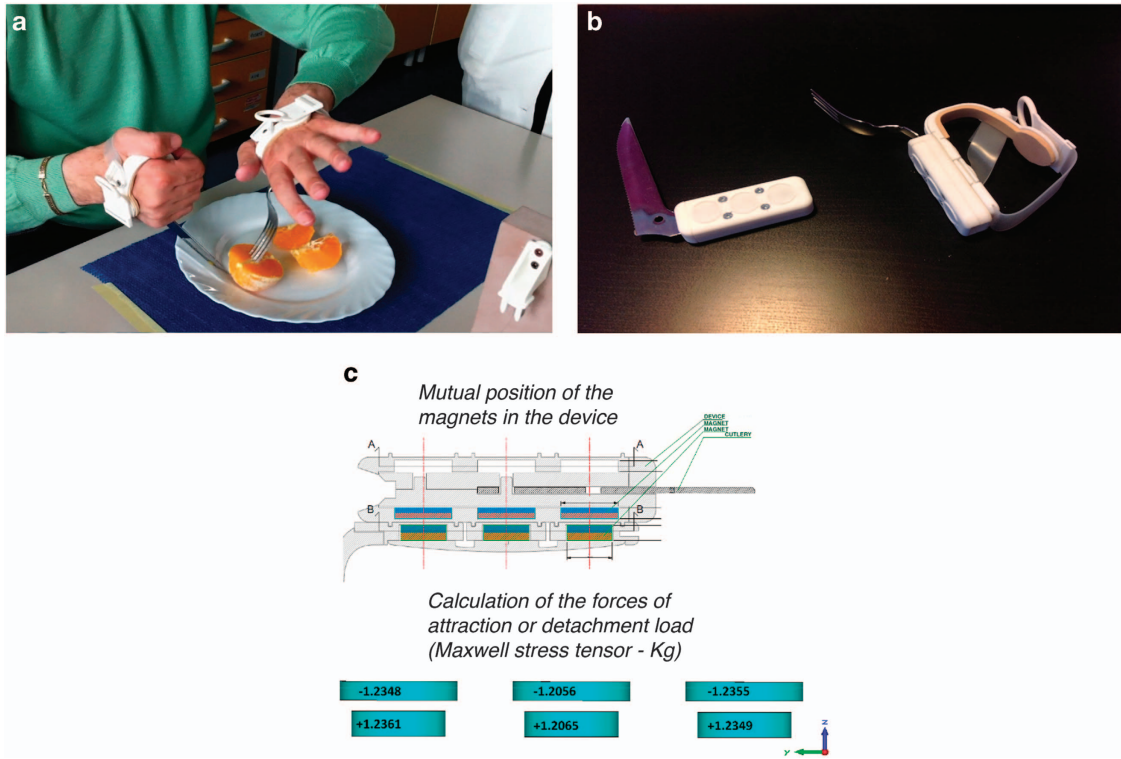 a
b
c
Mutual position of the
magnets in the device
DEVICE
MAGNET
MAGNET
CUTLERY
A
A
B
B
Calculation of the forces of
attraction or detachment load
(Maxwell stress tensor - Kg)
-1.2348
-1.2056
-1.2355
+1.2361
+1.2065
+1.2349
Z
Y